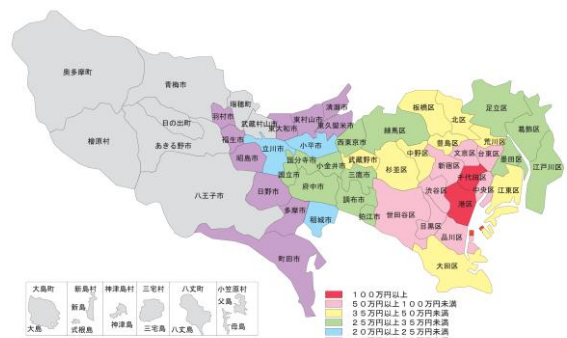 奥多摩町
青梅市
瑞穂町
日の出町
檜原村
あきる野市
羽村市
武蔵村山市
福生市
八王子市
昭島市
立川市
東大和市
東村山市
清瀬市
東久留米市
小平市
西東京市
国分寺市
小金井市
武蔵野市
国立市
府中市
三鷹市
調布市
狛江市
日野市
多摩市
稲城市
町田市
練馬区
板橋区
北区
足立区
葛飾区
豊島区
荒川区
中野区
文京区
台東区
墨田区
江戸川区
杉並区
新宿区
千代田区
中央区
江東区
渋谷区
港区
世田谷区
目黒区
品川区
大田区
大島町
大島
新島村
新島
式根島
神津島村
神津島
三宅村
三宅島
八丈町
八丈島
小笠原村
父島
母島
100万円以上
50万円以上100万円未満
35万円以上50万円未満
25万円以上35万円未満
20万円以上25万円未満